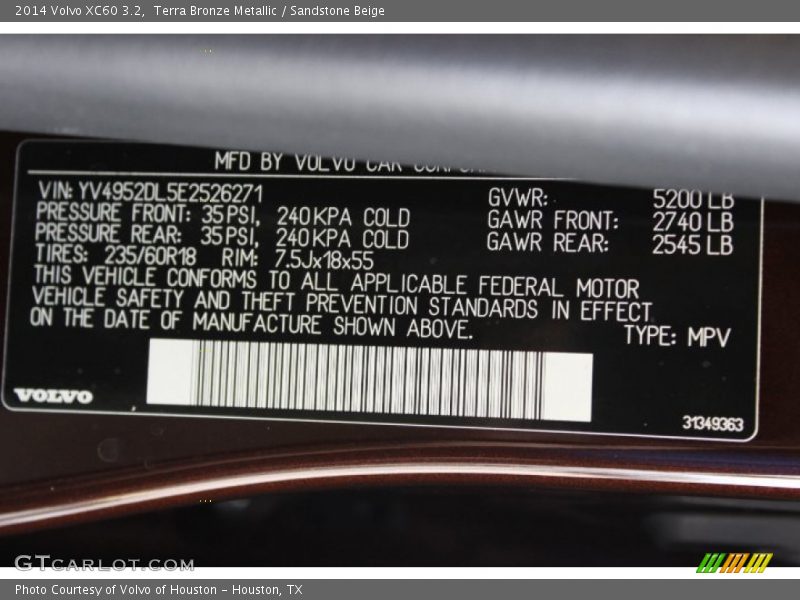 2014 Volvo XC60 3.2, Terra Bronze Metallic / Sandstone Beige
MFD BY VOLVO CAR
VIN: YV4952DL5E2526271 GVWR: 5200 LB
PRESSURE FRONT: 35 PSI, 240 KPA COLD GAWR FRONT: 2740 LB
PRESSURE REAR: 35 PSI, 240 KPA COLD GAWR REAR: 2545 LB
TIRES: 235/60R18 RIM: 7.5Jx18x55
THIS VEHICLE CONFORMS TO ALL APPLICABLE FEDERAL MOTOR
VEHICLE SAFETY AND THEFT PREVENTION STANDARDS IN EFFECT
ON THE DATE OF MANUFACTURE SHOWN ABOVE. TYPE: MPV
VOLVO
31349363
GTCARLOT.COM
Photo Courtesy of Volvo of Houston - Houston, TX